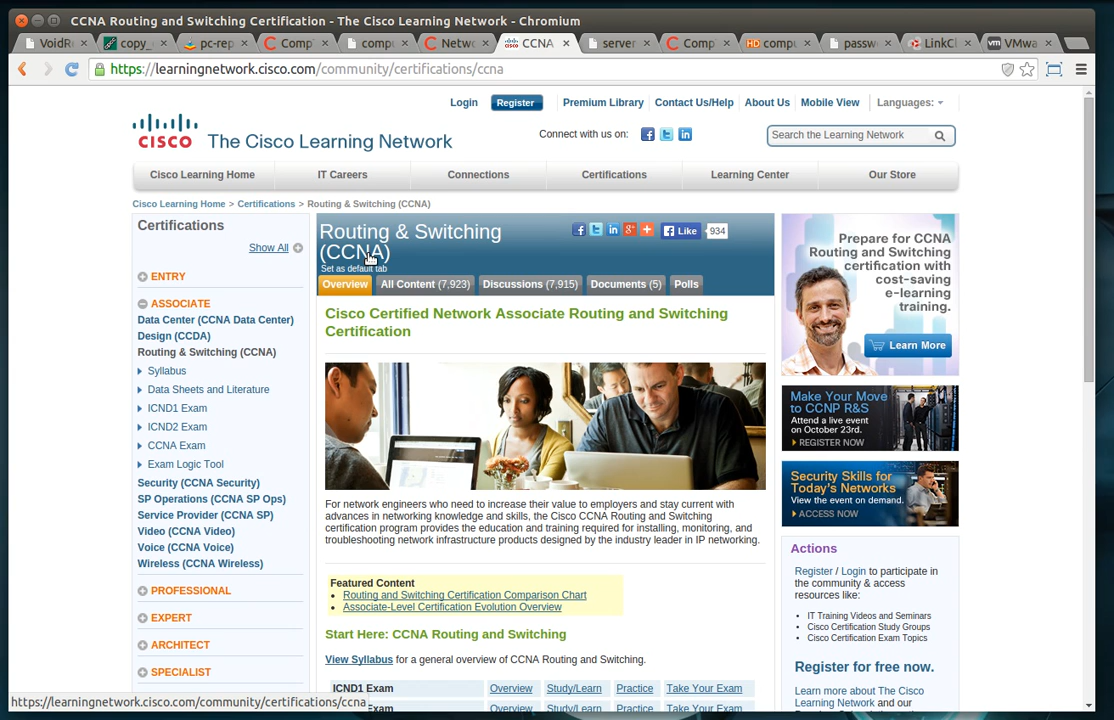 CCNA Routing and Switching Certification - The Cisco Learning Network - Chromium
VoidR
copy_
pc-rep
CompT
compu
Netwo
CCNA
server
Comp
compu
passw
LinkCl
VMwa
https://learningnetwork.cisco.com/community/certifications/ccna
Login
Register
Premium Library
Contact Us/Help
About Us
Mobile View
Languages:
CISCO
The Cisco Learning Network
Connect with us on:
Search the Learning Network
Cisco Learning Home
IT Careers
Connections
Certifications
Learning Center
Our Store
Cisco Learning Home > Certifications > Routing & Switching (CCNA)
Certifications
Show All
ENTRY
ASSOCIATE
Data Center (CCNA Data Center)
Design (CCDA)
Routing & Switching (CCNA)
Syllabus
Data Sheets and Literature
ICND1 Exam
ICND2 Exam
CCNA Exam
Exam Logic Tool
Security (CCNA Security)
SP Operations (CCNA SP Ops)
Service Provider (CCNA SP)
Video (CCNA Video)
Voice (CCNA Voice)
Wireless (CCNA Wireless)
PROFESSIONAL
EXPERT
ARCHITECT
SPECIALIST
Routing & Switching
(CCNA)
Set as default tab
Like
934
Overview
All Content (7,923)
Discussions (7,915)
Documents (5)
Polls
Cisco Certified Network Associate Routing and Switching
Certification
For network engineers who need to increase their value to employers and stay current with
advances in networking knowledge and skills, the Cisco CCNA Routing and Switching
certification program provides the education and training required for installing, monitoring, and
troubleshooting network infrastructure products designed by the industry leader in IP networking.
Featured Content
Routing and Switching Certification Comparison Chart
Associate-Level Certification Evolution Overview
Start Here: CCNA Routing and Switching
View Syllabus for a general overview of CCNA Routing and Switching.
ICND1 Exam
Overview
Study/Learn
Practice
Take Your Exam
Exam
Overview
Study/Learn
Practice
Take Your Exam
Prepare for CCNA
Routing and Switching
certification with
cost-saving
e-learning
training.
Learn More
Make Your Move
to CCNP R&S
Attend a live event
on October 23rd.
REGISTER NOW
Security Skills for
Today's Networks
View the event on demand.
ACCESS NOW
Actions
Register / Login to participate in
the community & access
resources like:
IT Training Videos and Seminars
Cisco Certification Study Groups
Cisco Certification Exam Topics
Register for free now.
Learn more about The Cisco
Learning Network and our
https://learningnetwork.cisco.com/community/certifications/ccna